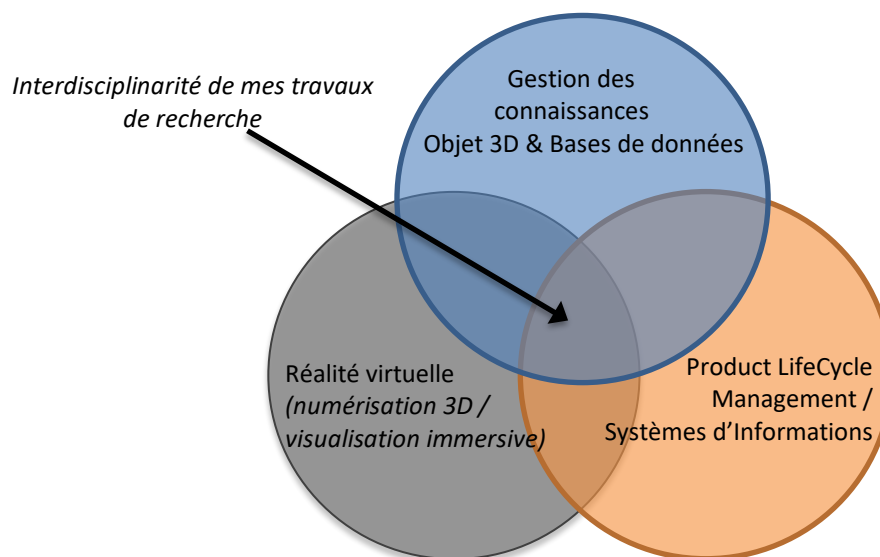 Interdisciplinarité de mes travaux
de recherche
Gestion des
connaissances
Objet 3D & Bases de données
Réalité virtuelle
(numérisation 3D /
visualisation immersive)
Product LifeCycle
Management /
Systèmes d’Informations